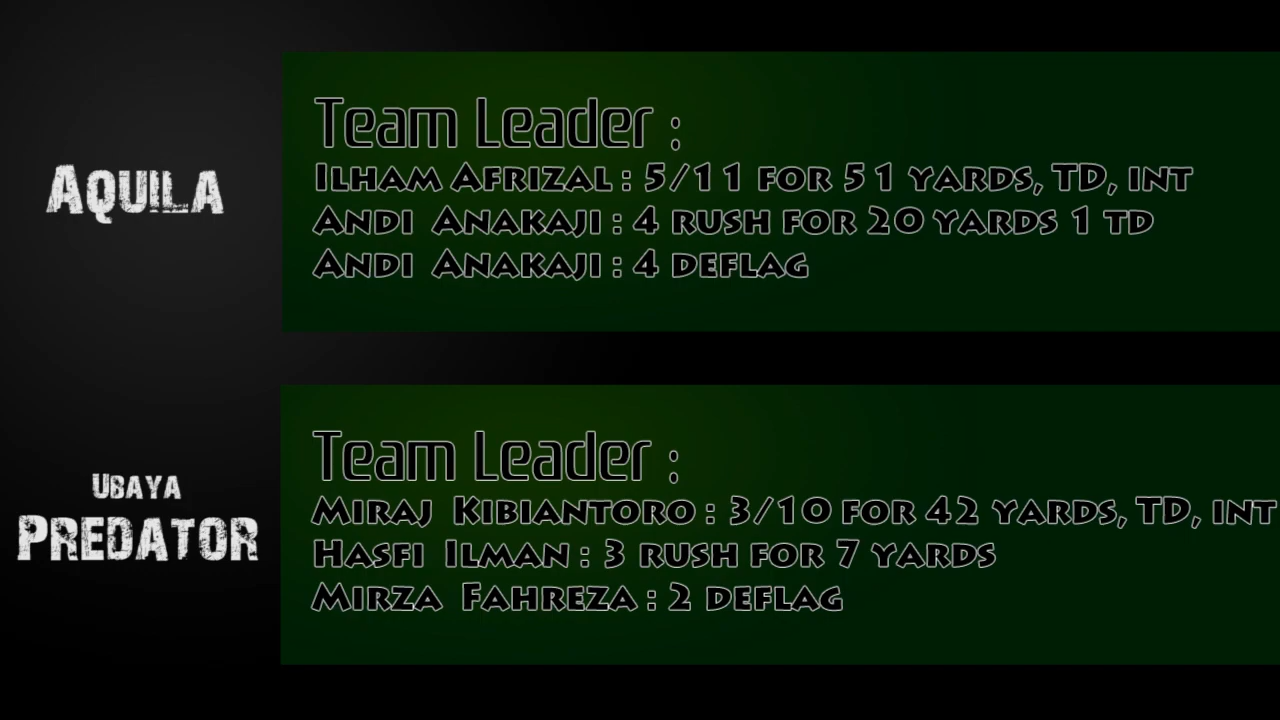 AQUILA
Team Leader :
ILHAM AFRIZAL : 5/11 FOR 51 YARDS, TD, INT
ANDI ANAKAJI : 4 RUSH FOR 20 YARDS 1 TD
ANDI ANAKAJI : 4 DEFLAG
UBAYA
PREDATOR
Team Leader :
MIRAJ KIBIANTORO : 3/10 FOR 42 YARDS, TD, INT
HASFI ILMAN : 3 RUSH FOR 7 YARDS
MIRZA FAHREZA : 2 DEFLAG